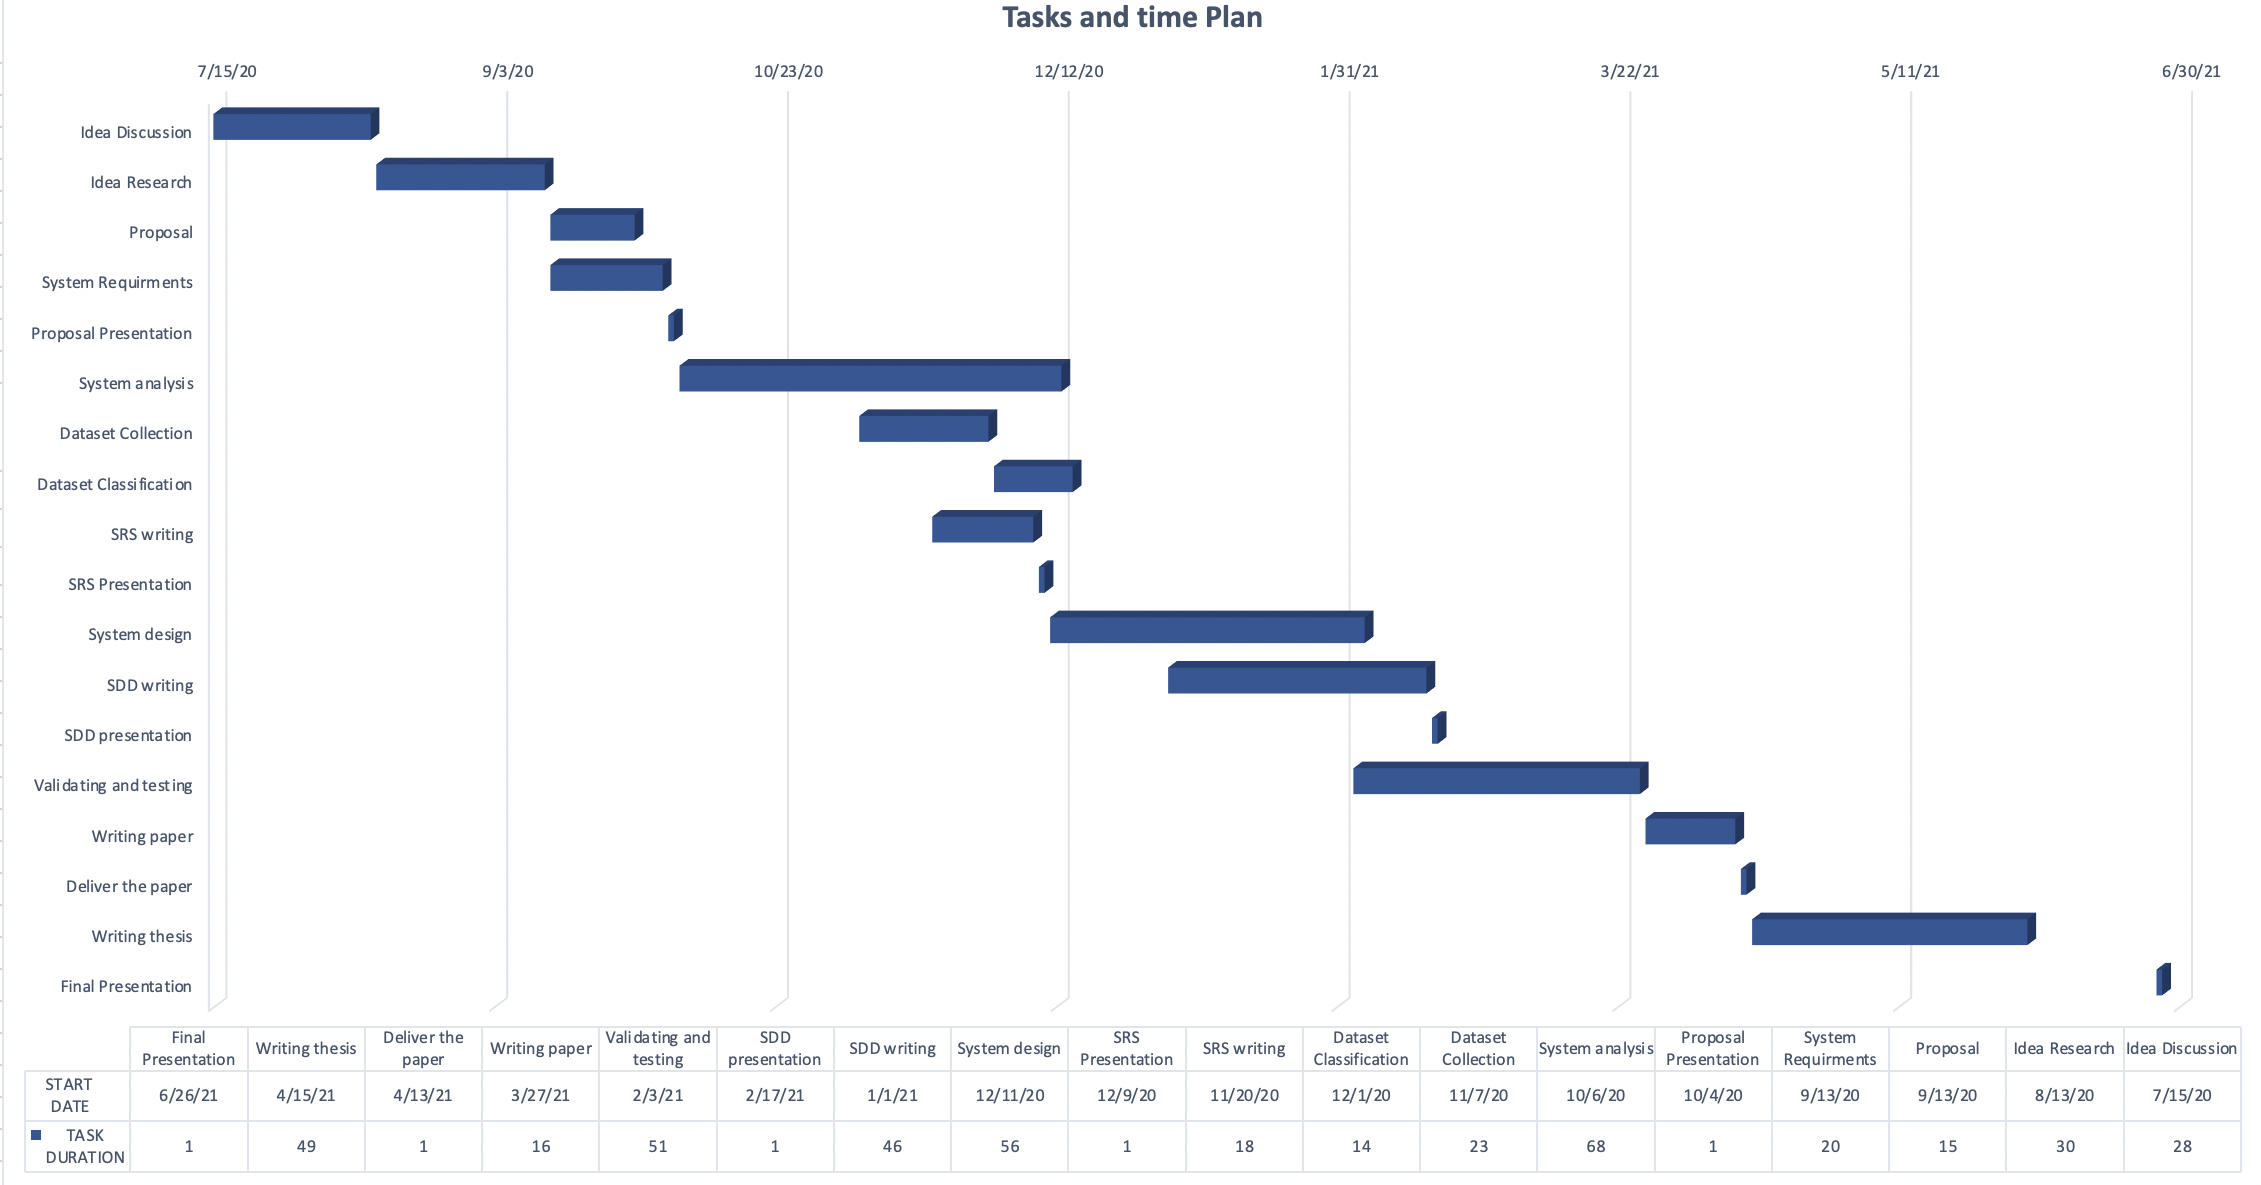 Tasks and time Plan
7/15/20 9/3/20 10/23/20 12/12/20 1/31/21 3/22/21 5/11/21 6/30/21
Idea Discussion
Idea Research
Proposal
System Requirments
Proposal Presentation
System analysis
Dataset Collection
Dataset Classification
SRS writing
SRS Presentation
System design
SDD writing
SDD presentation
Validating and testing
Writing paper
Deliver the paper
Writing thesis
Final Presentation
Final Presentation Writing thesis Deliver the paper Writing paper Validating and testing SDD presentation SDD writing System design SRS Presentation SRS writing Dataset Classification Dataset Collection System analysis Proposal Presentation System Requirments Proposal Idea Research Idea Discussion
START DATE 6/26/21 4/15/21 4/13/21 3/27/21 2/3/21 2/17/21 1/1/21 12/11/20 12/9/20 11/20/20 12/1/20 11/7/20 10/6/20 10/4/20 9/13/20 9/13/20 8/13/20 7/15/20
TASK DURATION 1 49 1 16 51 1 46 56 1 18 14 23 68 1 20 15 30 28